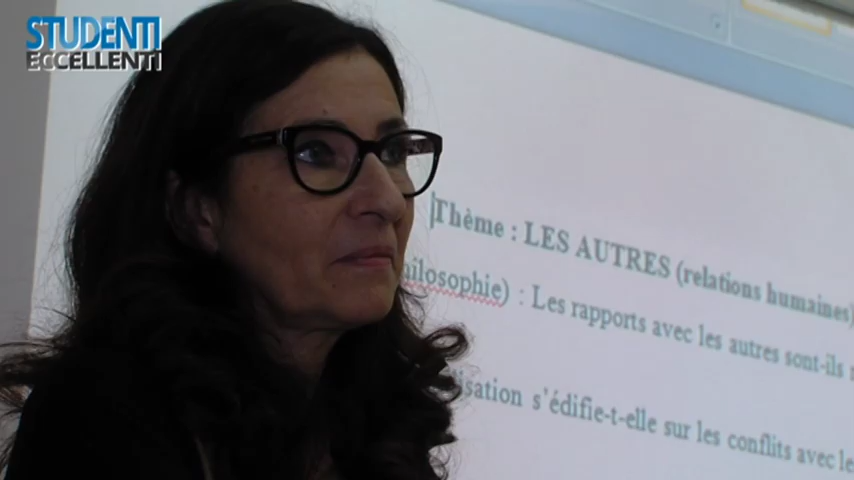 STUDENTI
ECCELLENTI
Thème : LES AUTRES (relations humaines)
hilosophie) : Les rapports avec les autres sont-ils
isation s’édifie-t-elle sur les conflits avec le